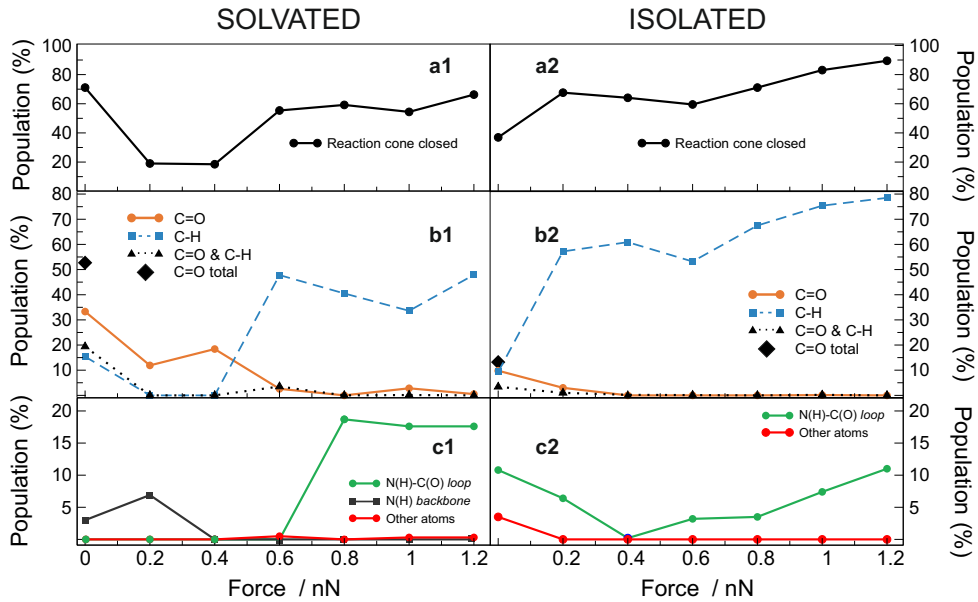 SOLVATED
ISOLATED
100
80
60
40
20
Population (%)
a1
Reaction cone closed
a2
Reaction cone closed
100
80
60
40
20
Population (%)
80
70
60
50
40
30
20
10
0
Population (%)
C=O
C-H
C=O & C-H
C=O total
b1
b2
C=O
C-H
C=O & C-H
C=O total
80
70
60
50
40
30
20
10
0
Population (%)
20
15
10
5
Population (%)
c1
N(H)-C(O) loop
N(H) backbone
Other atoms
c2
N(H)-C(O) loop
Other atoms
20
15
10
5
Population (%)
0 0.2 0.4 0.6 0.8 1 1.2
0.2 0.4 0.6 0.8 1 1.2
Force / nN
Force / nN